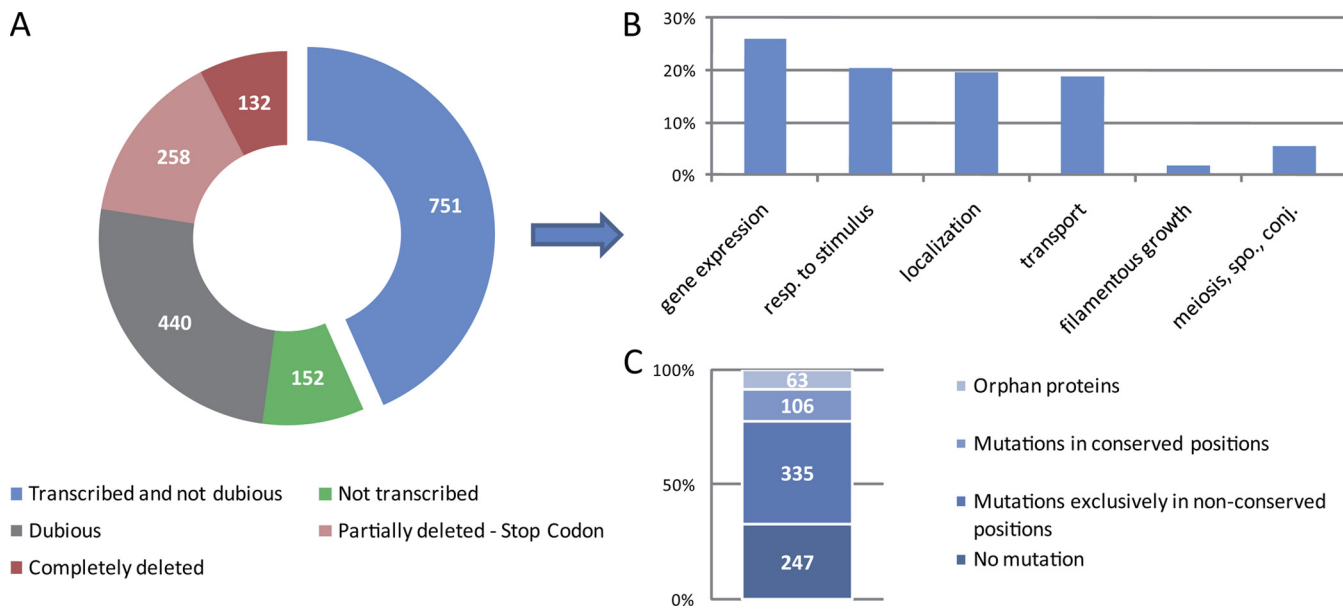 A
132
258
751
440
152
Transcribed and not dubious
Not transcribed
Dubious
Partially deleted - Stop Codon
Completely deleted
B
30%
20%
10%
0%
gene expression
resp. to stimulus
localization
transport
filamentous growth
meiosis, spo., conj.
C
100%
50%
0%
63
106
335
247
Orphan proteins
Mutations in conserved positions
Mutations exclusively in non-conserved
positions
No mutation